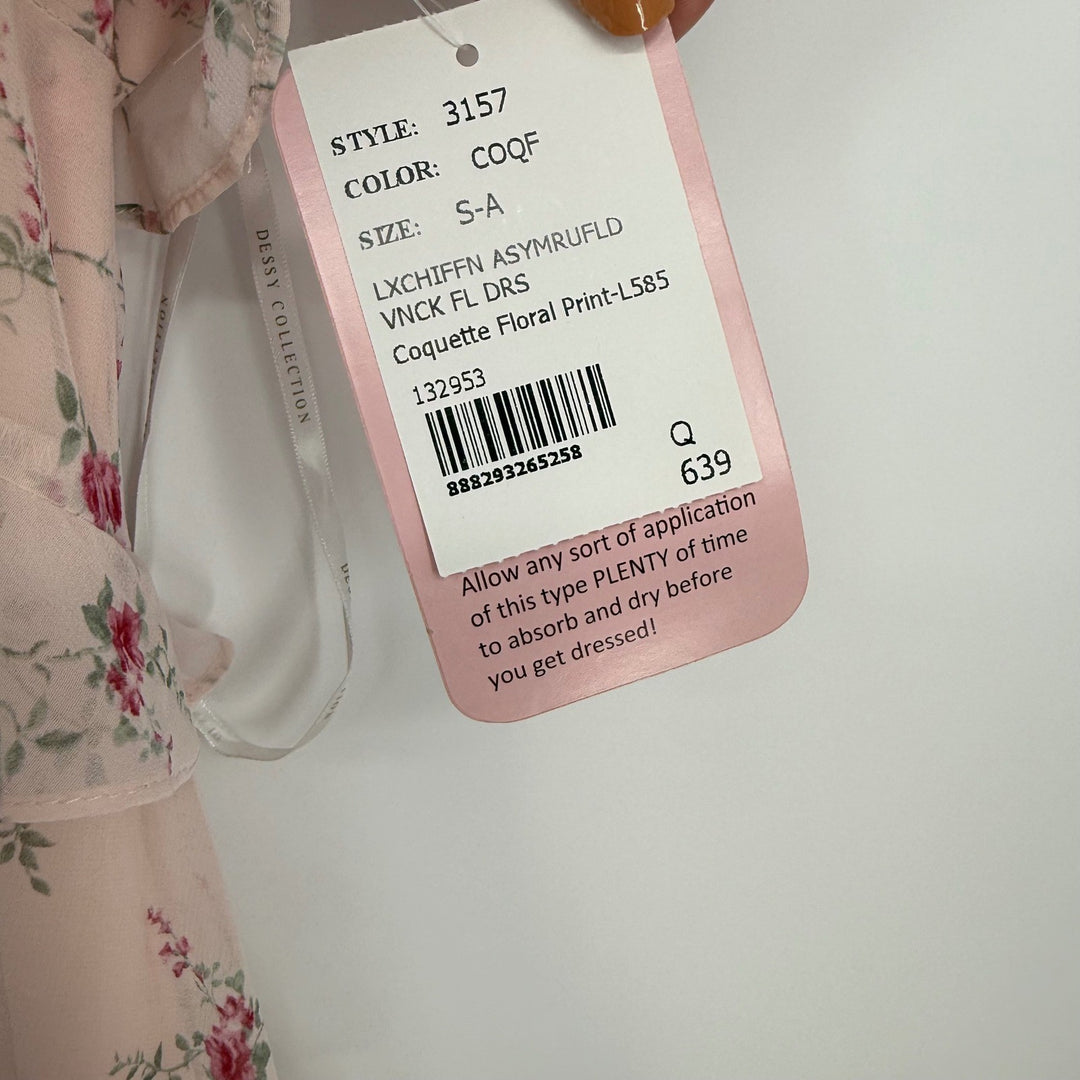 STYLE: 3157
COLOR: COQF
SIZE: S-A
LXCHIFFN ASYMRUFLD
VNCK FL DRS
Coquette Floral Print-L585
132953
888293265258
Q
639
Allow any sort of application
of this type PLENTY of time
to absorb and dry before
you get dressed!
DESSY COLLECTION